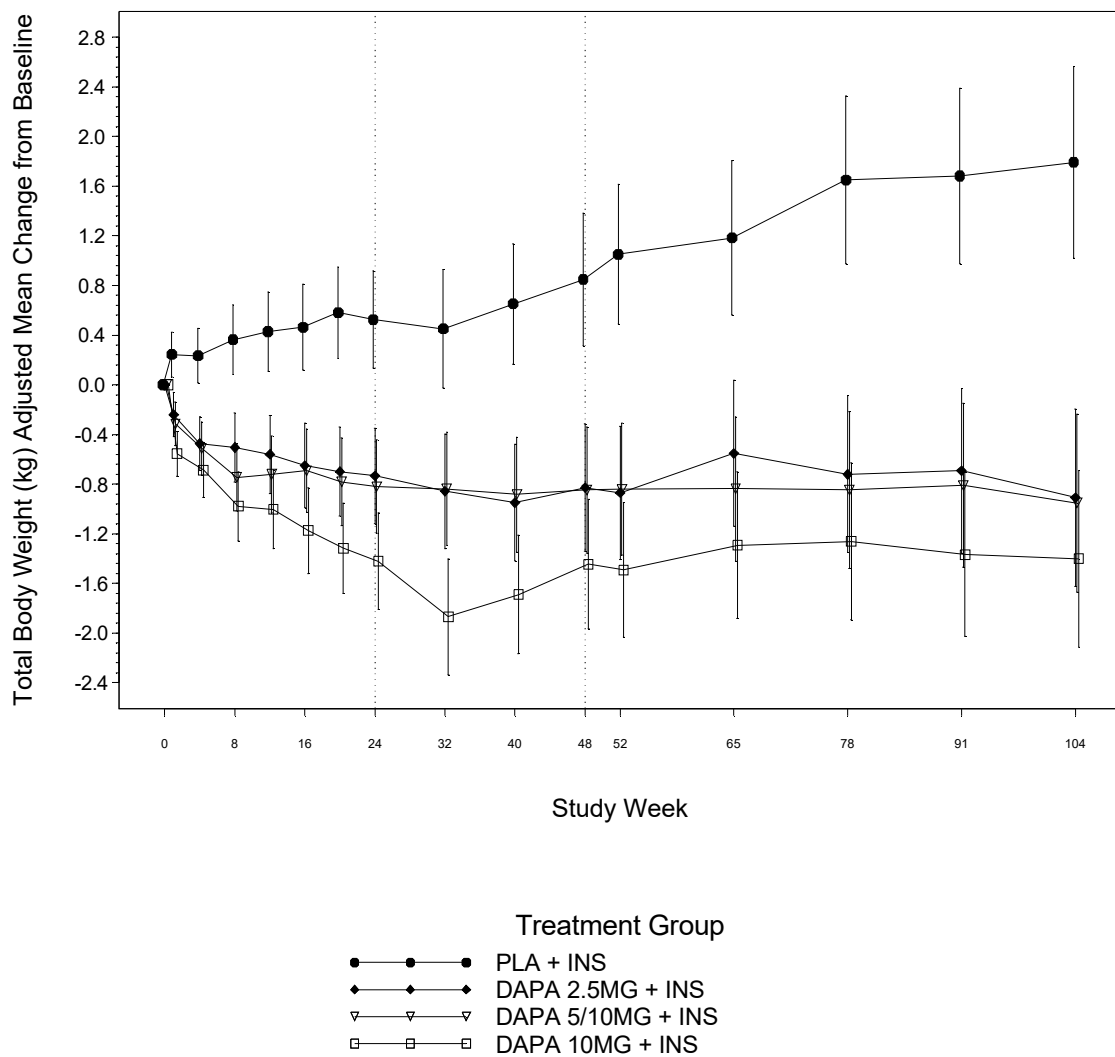 Total Body Weight (kg) Adjusted Mean Change from Baseline
2.8
2.4
2.0
1.6
1.2
0.8
0.4
0.0
-0.4
-0.8
-1.2
-1.6
-2.0
-2.4
0 8 16 24 32 40 48 52 65 78 91 104
Study Week
Treatment Group
PLA + INS
DAPA 2.5MG + INS
DAPA 5/10MG + INS
DAPA 10MG + INS